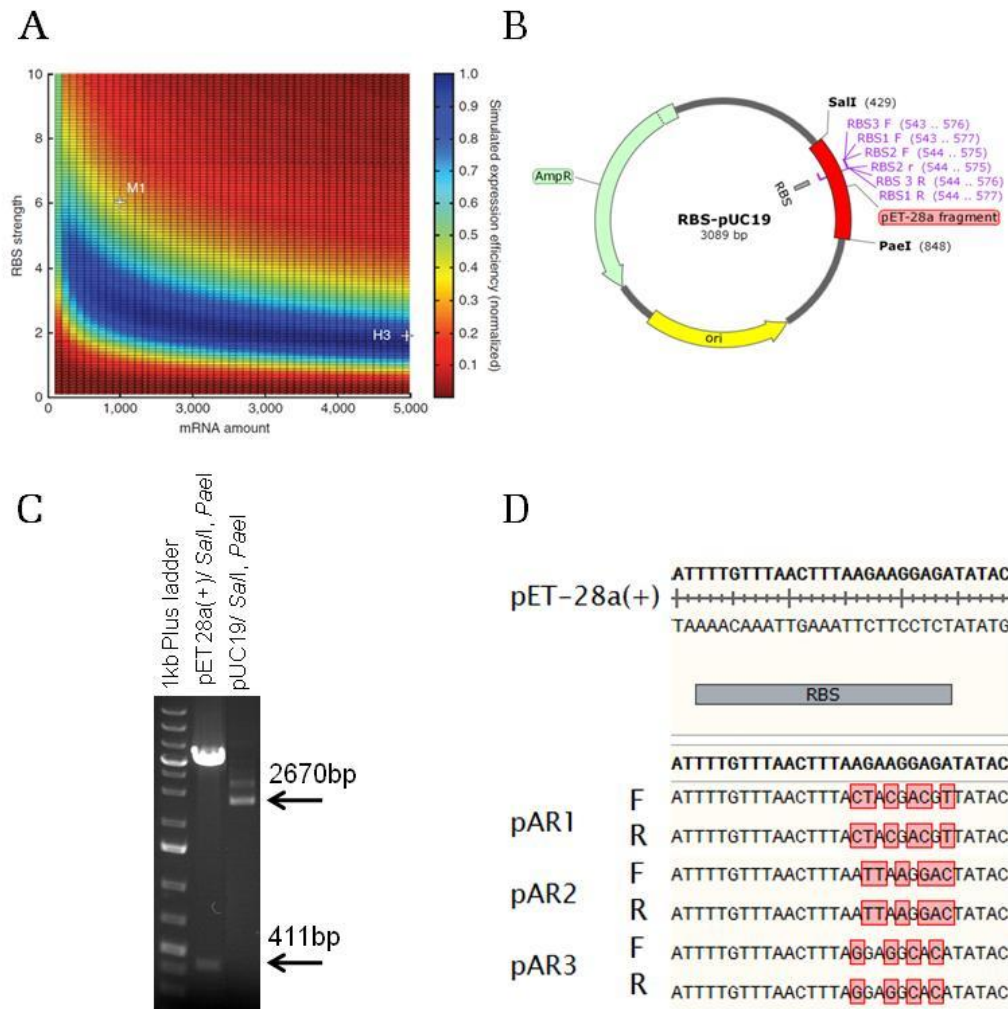 A
10
8
6
4
2
0
RBS strength
M1
H3
0
1,000
3,000
3,000
4,000
5,000
mRNA amount
1.0
0.9
0.8
0.7
0.6
0.5
0.4
0.3
0.2
0.1
Simulated expression efficiency (normalized)
B
SalI (429)
RBS3 F (543 .. 576)
RBS1 F (543 .. 577)
RBS2 F (544 .. 575)
RBS2 r (544 .. 575)
RBS 3 R (544 .. 576)
RBS1 R (544 .. 577)
pET-28a fragment
PaeI (848)
AmpR
RBS
RBS-pUC19
3089 bp
ori
C
1kb Plus ladder
pET28a(+)/ SalI, PaeI
pUC19/ SalI, PaeI
2670bp
411bp
D
pET-28a(+)
ATTTTGTTTAACTTTAAGAAGGAGATATAC
TAAAACAAATTGAAATTCTTCCTCTATATG
RBS
ATTTTGTTTAACTTTAAGAAGGAGATATAC
pAR1
F
ATTTTGTTTAACTTTACTACGACGTTATAC
R
ATTTTGTTTAACTTTACTACGACGTTATAC
pAR2
F
ATTTTGTTTAACTTTAATTAAGGACTATAC
R
ATTTTGTTTAACTTTAATTAAGGACTATAC
pAR3
F
ATTTTGTTTAACTTTAGGAGGCACATATAC
R
ATTTTGTTTAACTTTAGGAGGCACATATAC